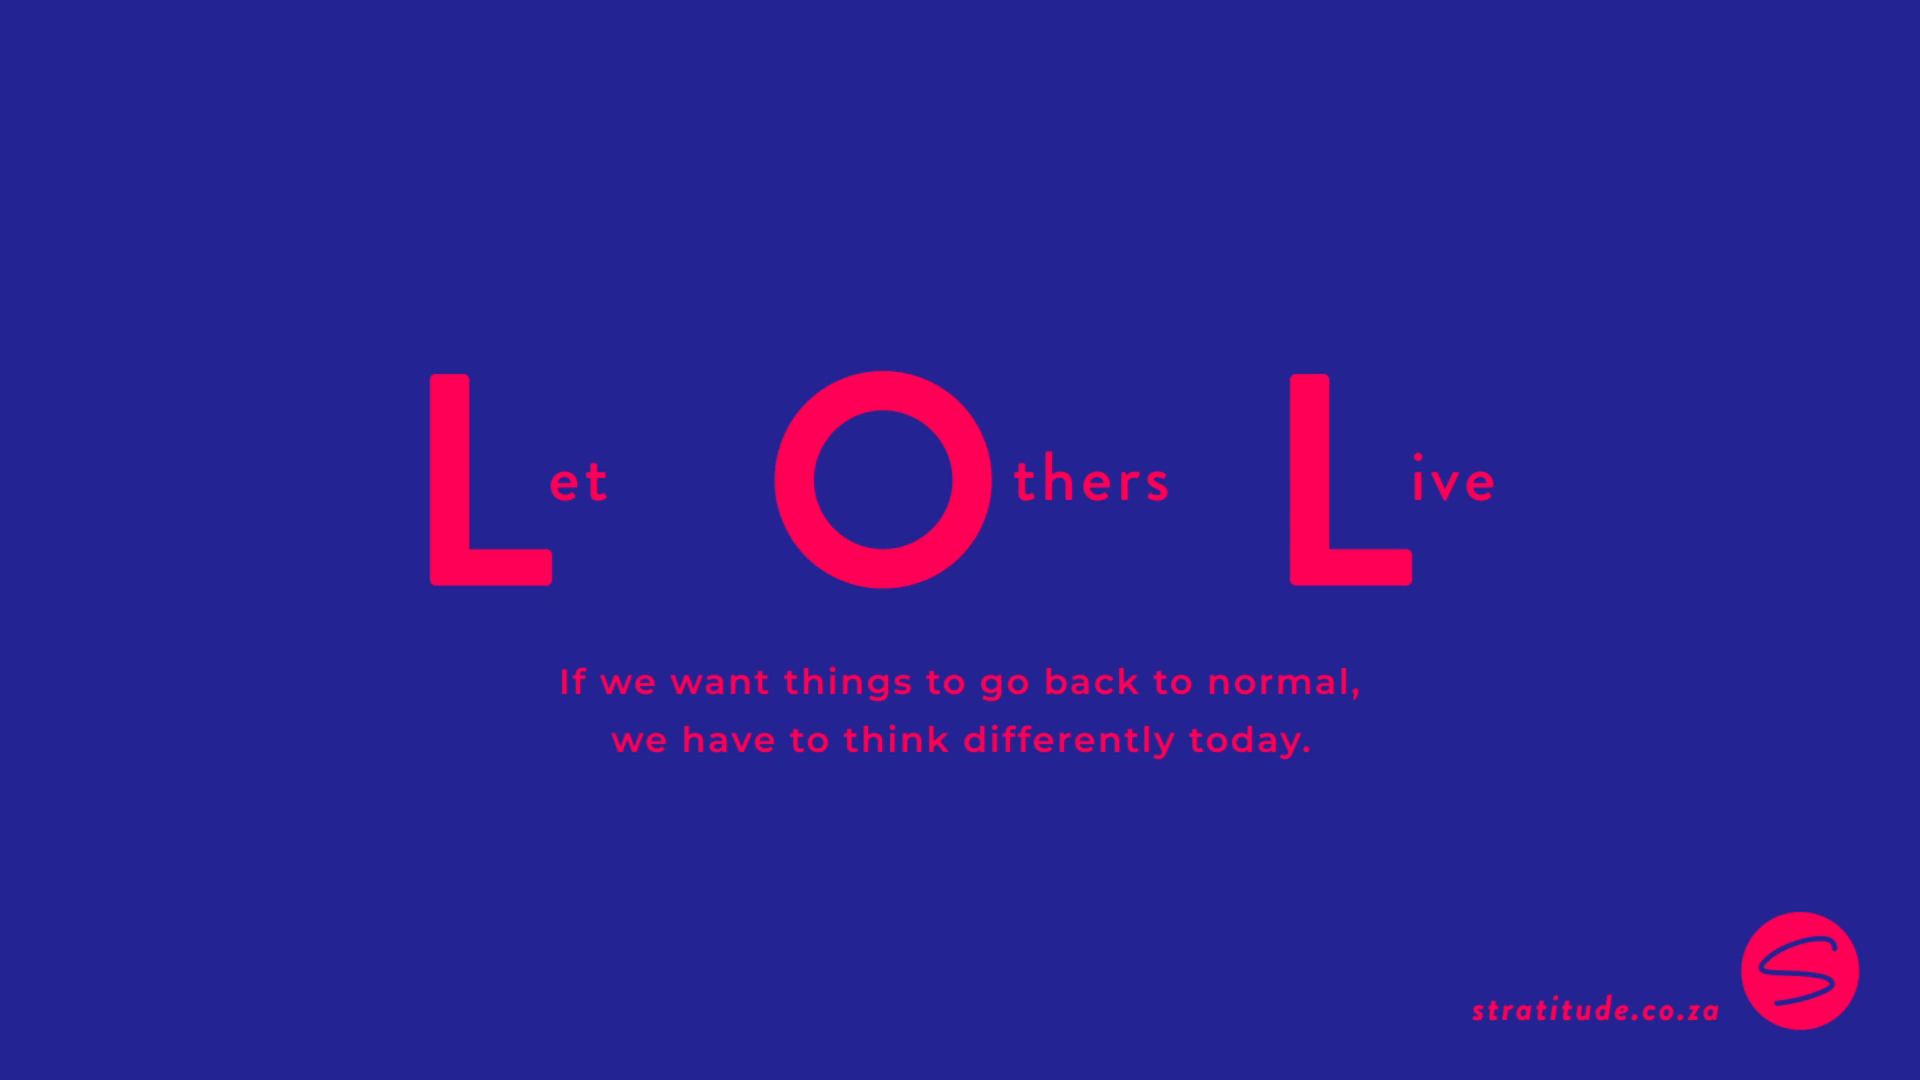 Let Others Live
If we want things to go back to normal,
we have to think differently today.
stratitude.co.za